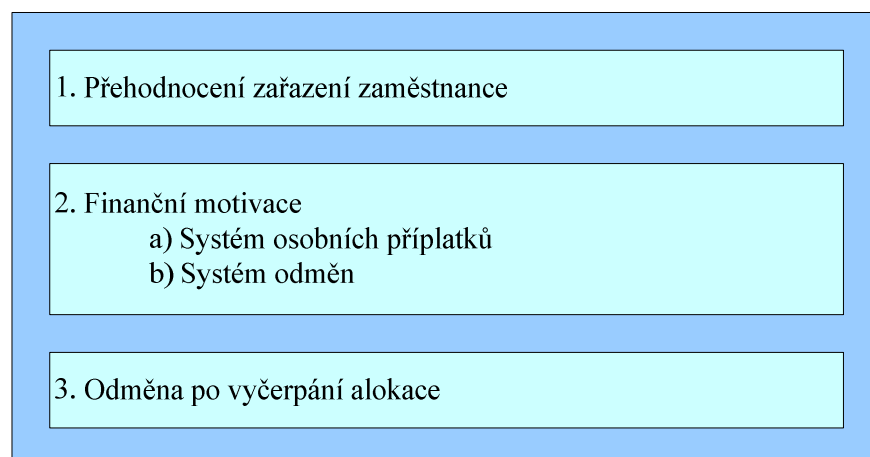 1. Přehodnocení zařazení zaměstnance
2. Finanční motivace
a) Systém osobních příplatků
b) Systém odměn
3. Odměna po vyčerpání alokace